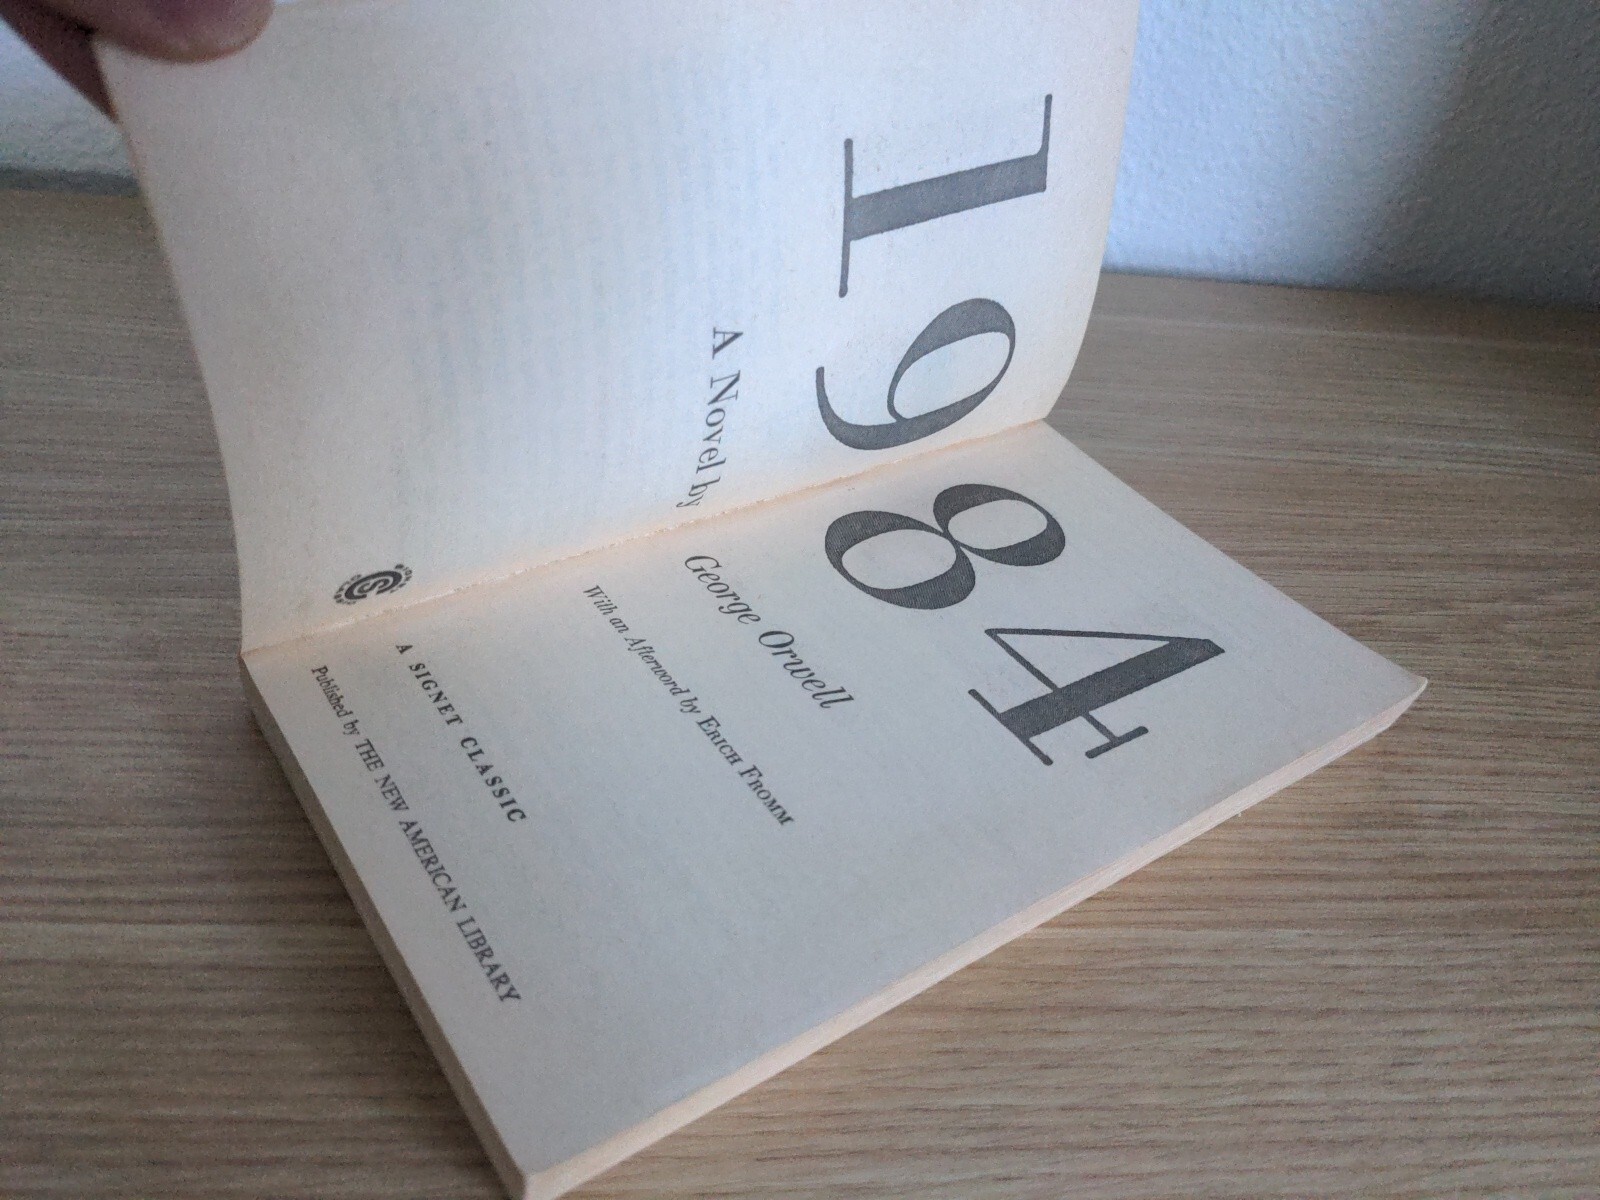 1984
A Novel by George Orwell
With an Afterword by ERICH FROMM
A SIGNET CLASSIC
Published by THE NEW AMERICAN LIBRARY